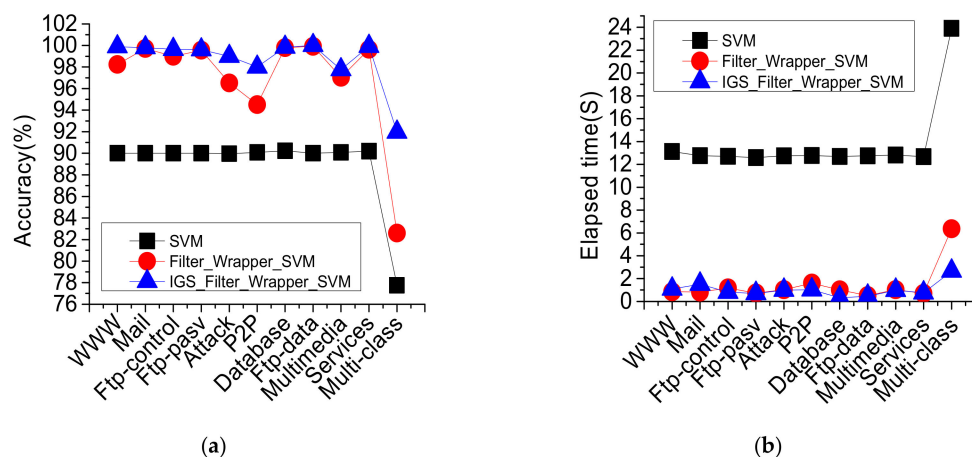 Accuracy(%)
102
100
98
96
94
92
90
88
86
84
82
80
78
76
SVM
Filter_Wrapper_SVM
IGS_Filter_Wrapper_SVM
WWW
Mail
Ftp-control
Ftp-pasv
Attack
P2P
Database
Ftp-data
Multimedia
Services
Multi-class
(a)
Elapsed time(S)
24
22
20
18
16
14
12
10
8
6
4
2
0
SVM
Filter_Wrapper_SVM
IGS_Filter_Wrapper_SVM
WWW
Mail
Ftp-control
Ftp-pasv
Attack
P2P
Database
Ftp-data
Multimedia
Services
Multi-class
(b)